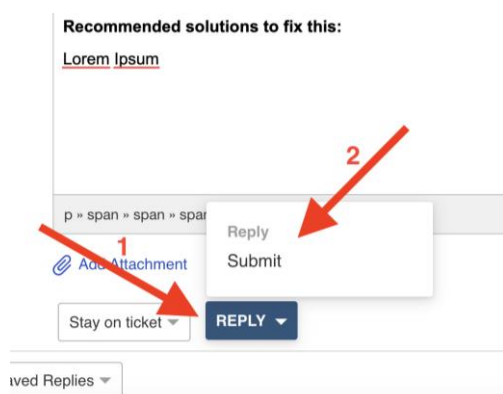 Recommended solutions to fix this:
Lorem Ipsum
2
p » span » span » spa
Reply
1
Add Attachment
Submit
Stay on ticket
REPLY
aved Replies